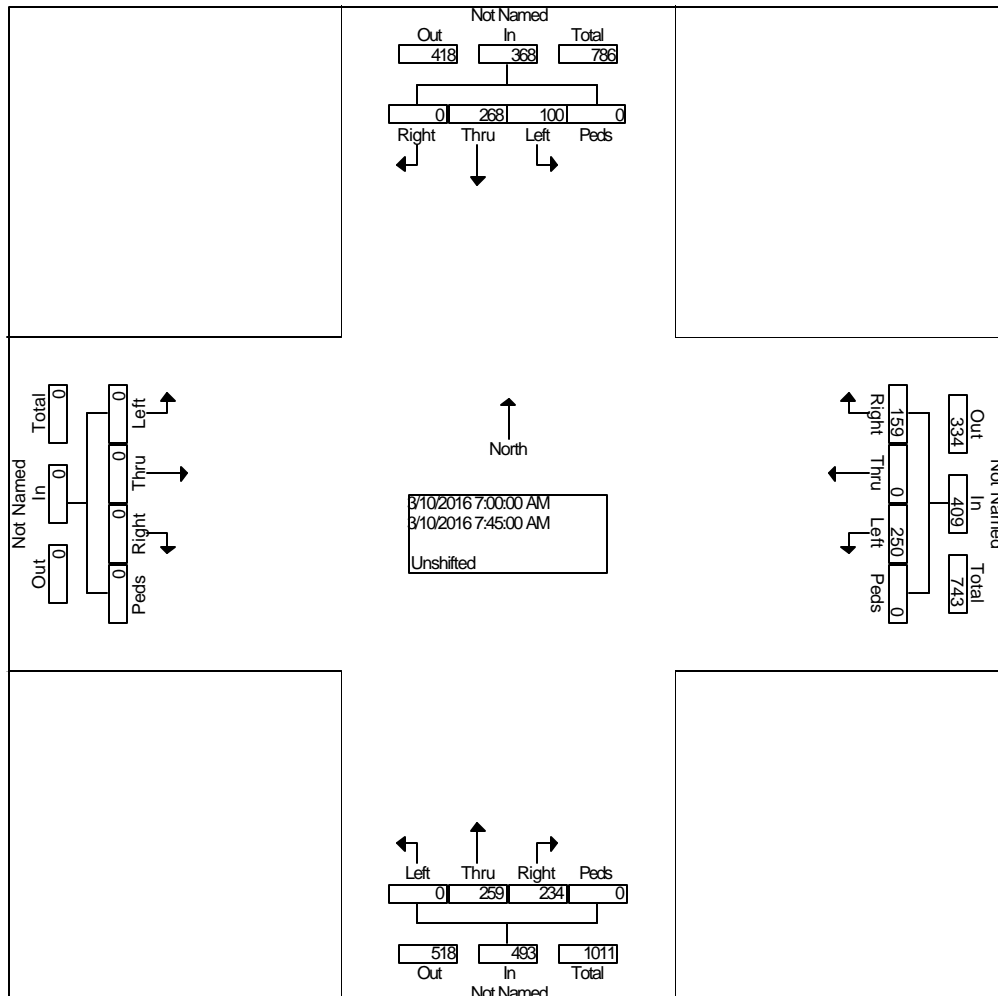 Not Named
Out In Total
418 368 786
0 268 100 0
Right Thru Left Peds
Total In Out
0 0 0
Not Named
0 0 0 0
Left Thru Right Peds
North
3/10/2016 7:00:00 AM
3/10/2016 7:45:00 AM
Unshifted
Right Thru Left Peds
159 0 250 0
Out In Total
334 409 743
Not Named
Left Thru Right Peds
0 259 234 0
518 493 1011
Out In Total
Not Named